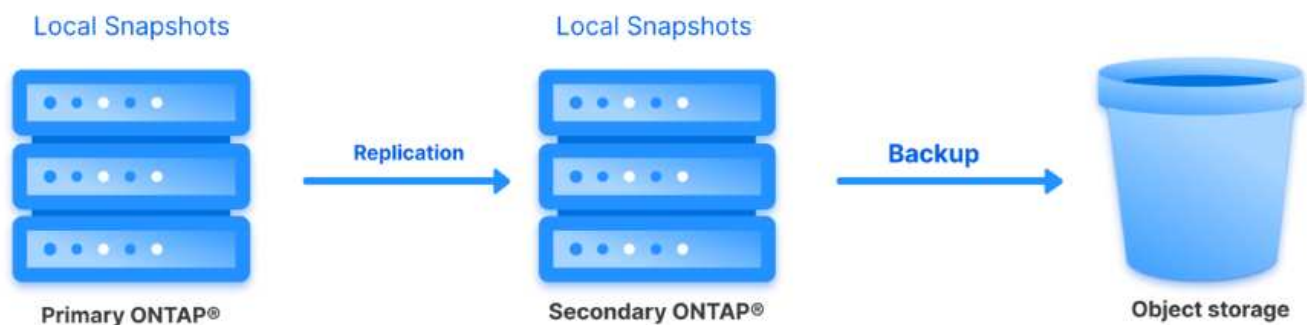 Local Snapshots
Local Snapshots
Replication
Backup
Primary ONTAP®
Secondary ONTAP®
Object storage